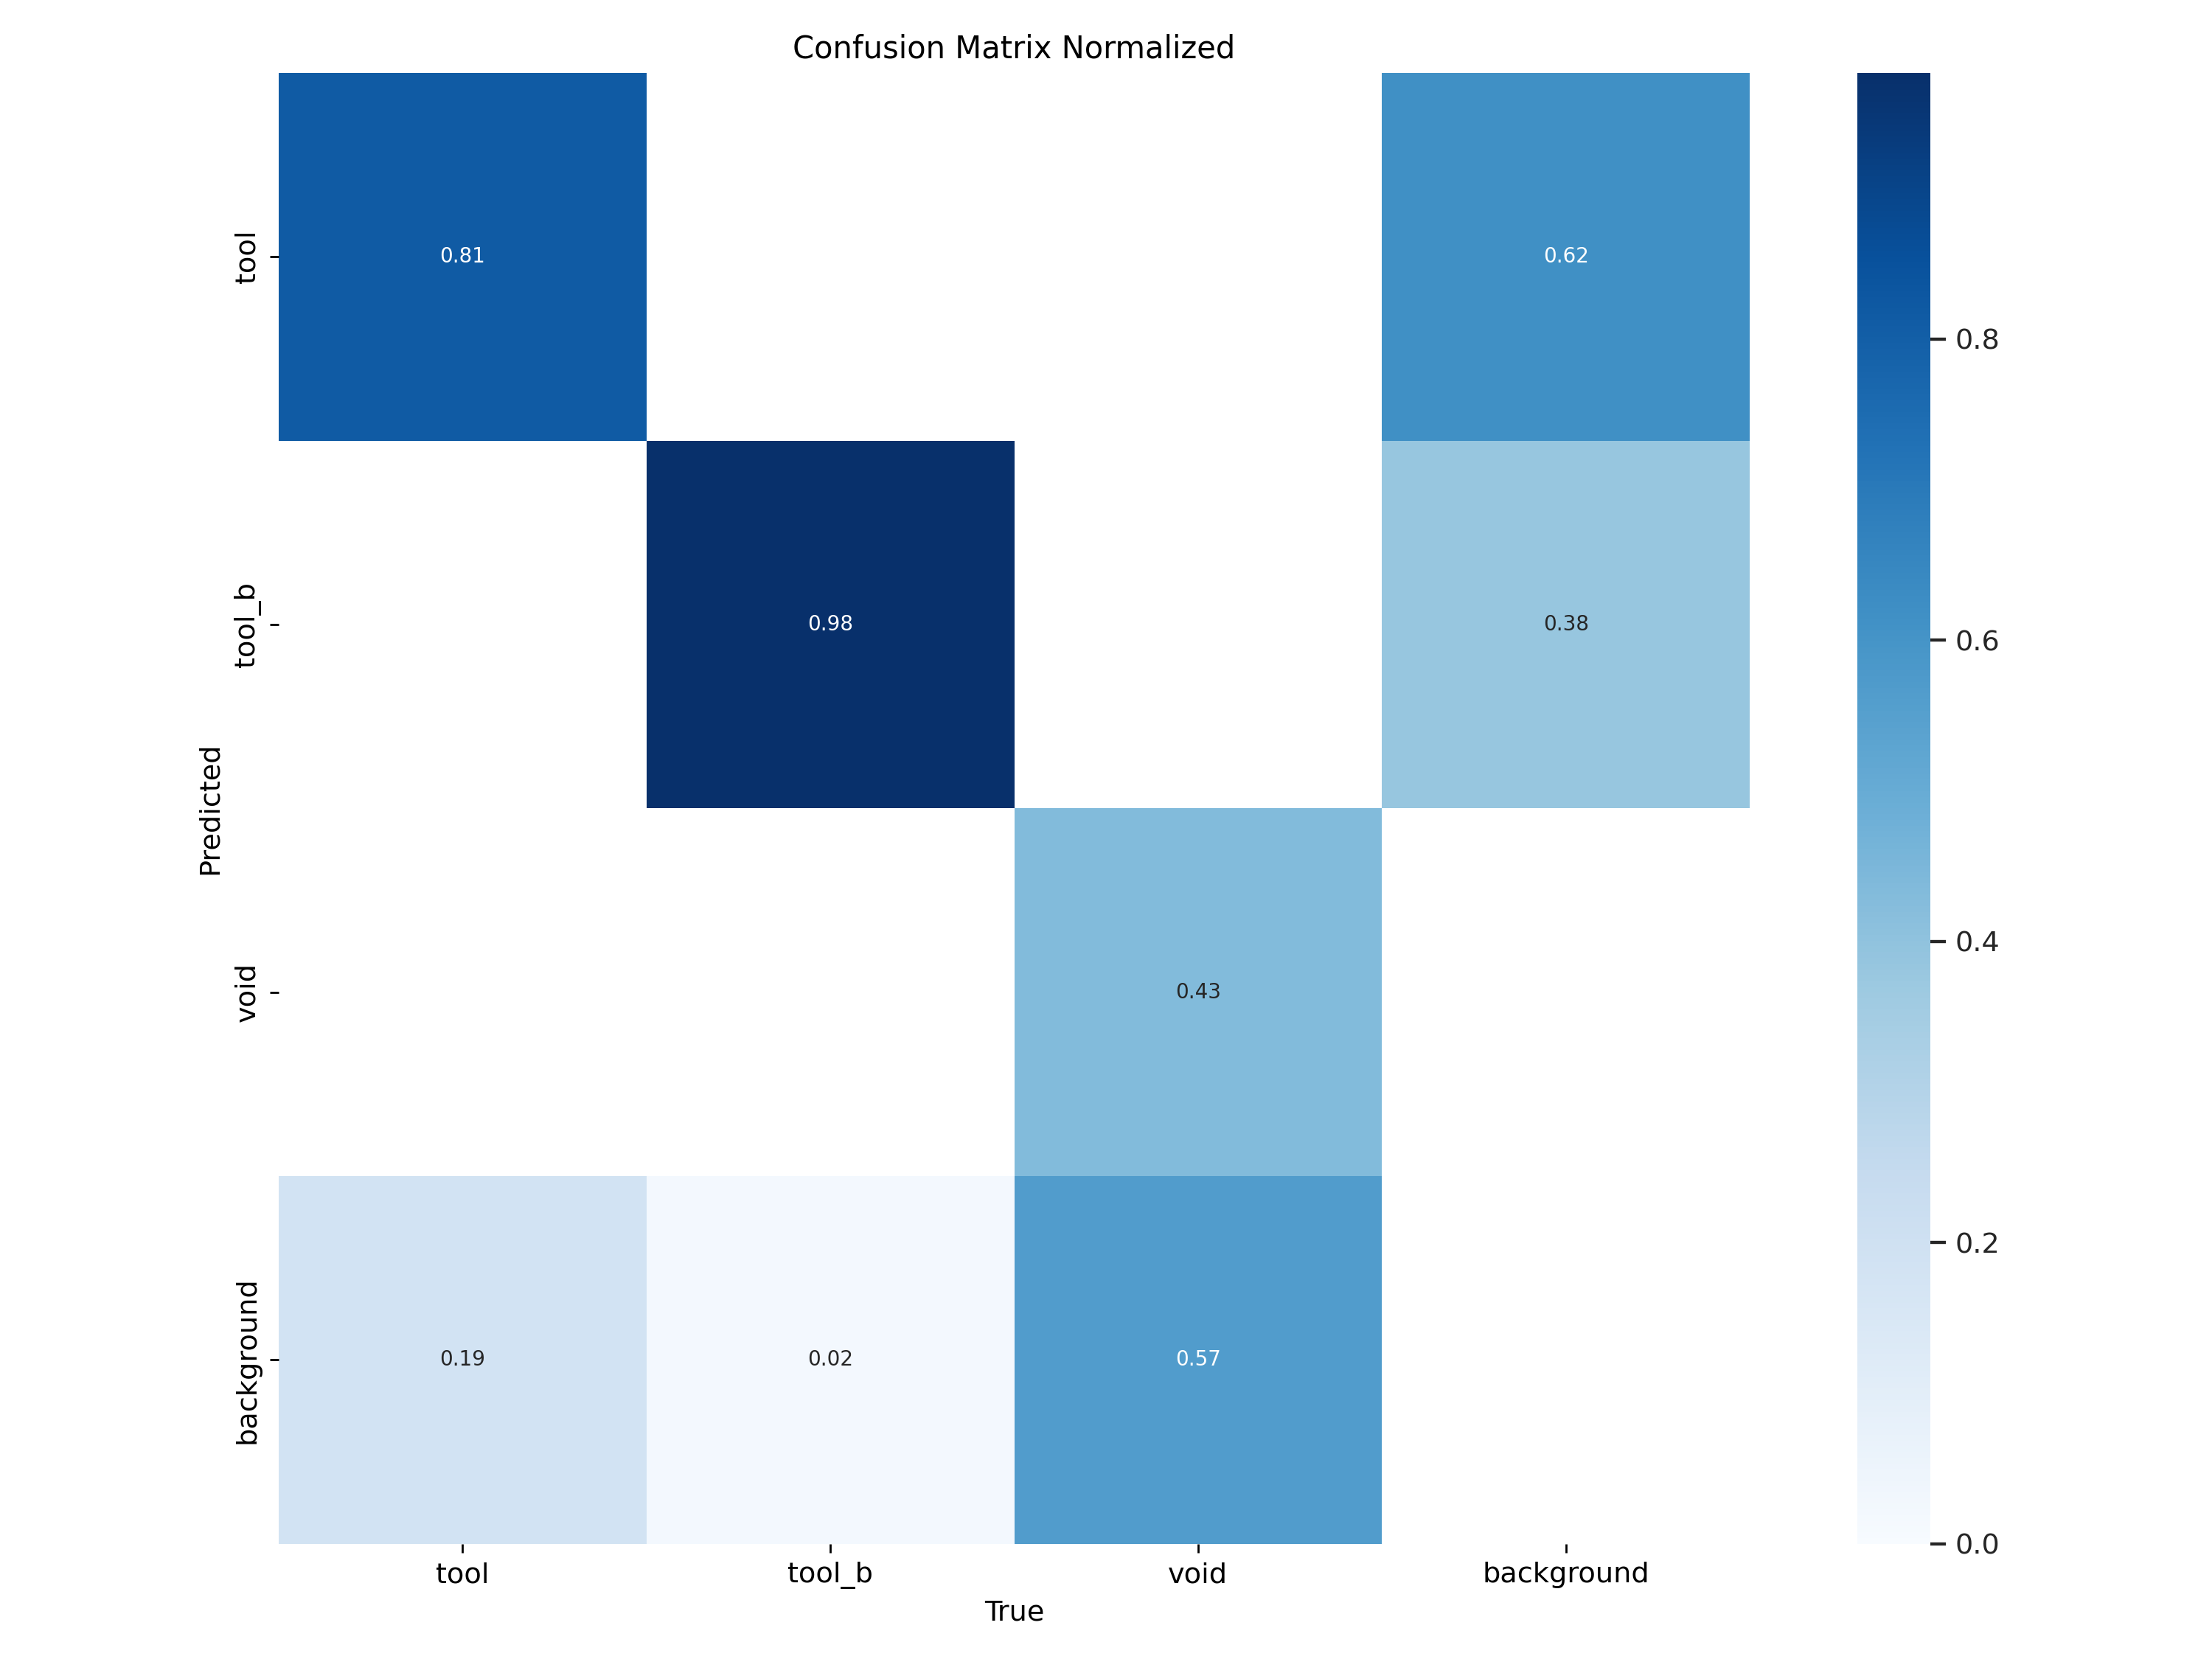 Confusion Matrix Normalized
tool
0.81
0.62
0.8
tool_b
0.98
0.38
0.6
Predicted
void
0.43
0.4
background
0.19
0.02
0.57
0.2
0.0
tool
tool_b
void
background
True